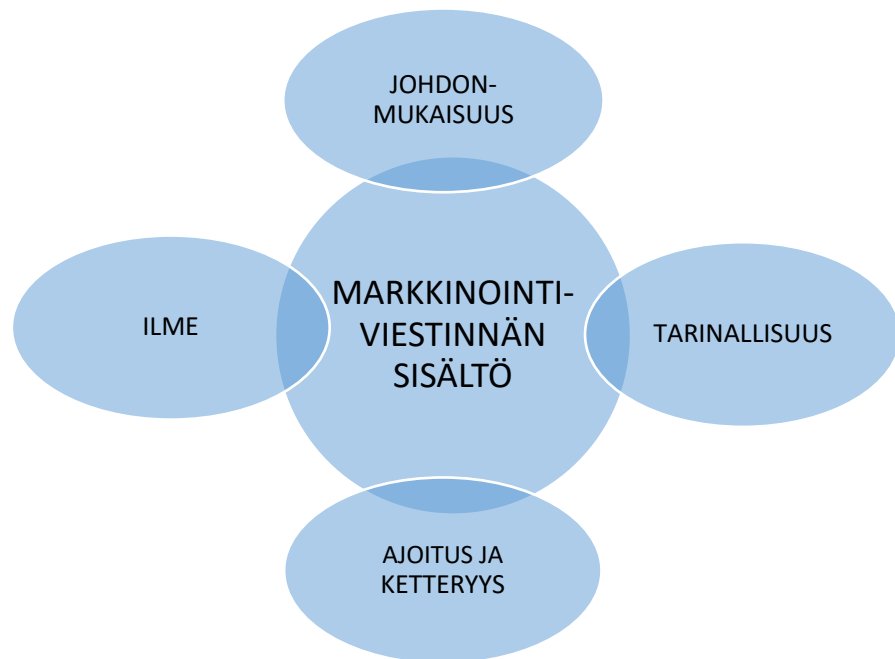 JOHDON-
MUKAISUUS
ILME
MARKKINOINTI-
VIESTINNÄN
SISÄLTÖ
TARINALLISUUS
AJOITUS JA
KETTERYYS